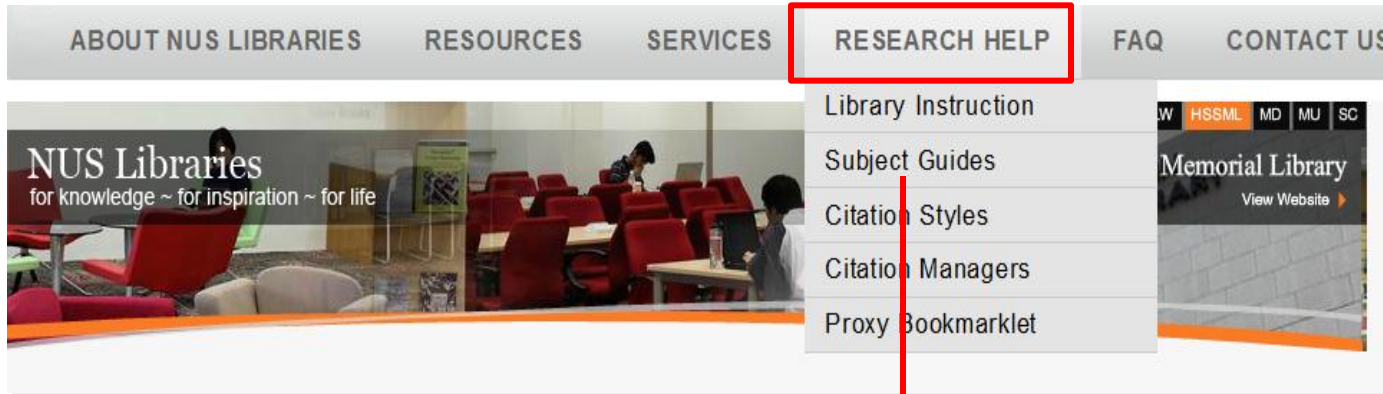 ABOUT NUS LIBRARIES RESOURCES SERVICES RESEARCH HELP FAQ CONTACT US
Library Instruction
Subject Guides
Citation Styles
Citation Managers
Proxy Bookmarklet
NUS Libraries
for knowledge ~ for inspiration ~ for life
HSSML MD MU SC
Memorial Library
View Website